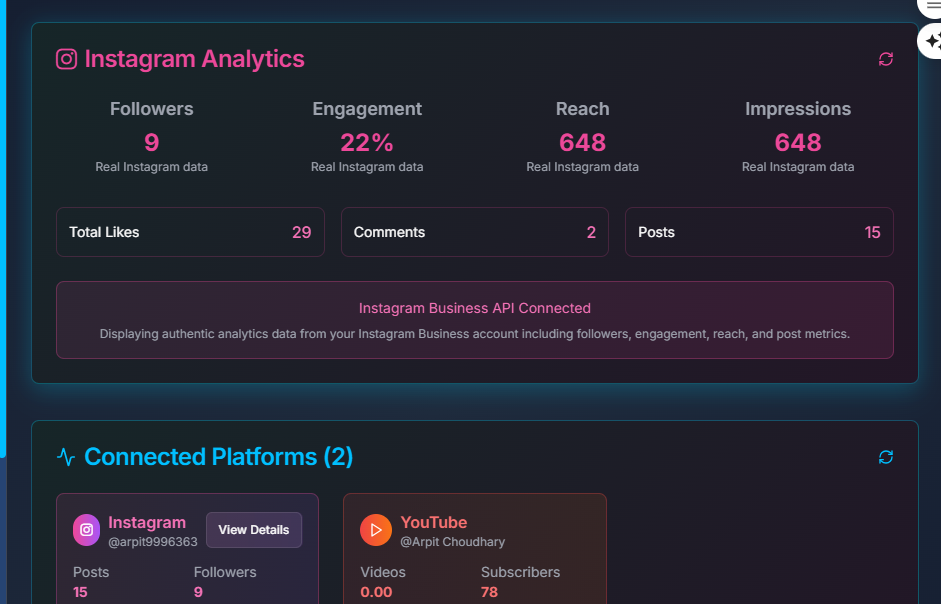 Instagram Analytics
Followers Engagement Reach Impressions
9 22% 648 648
Real Instagram data Real Instagram data Real Instagram data Real Instagram data
Total Likes 29 Comments 2 Posts 15
Instagram Business API Connected
Displaying authentic analytics data from your Instagram Business account including followers, engagement, reach, and post metrics.
Connected Platforms (2)
Instagram
@arpit9996363
View Details
Posts Followers
15 9
YouTube
@Arpit Choudhary
Videos Subscribers
0.00 78